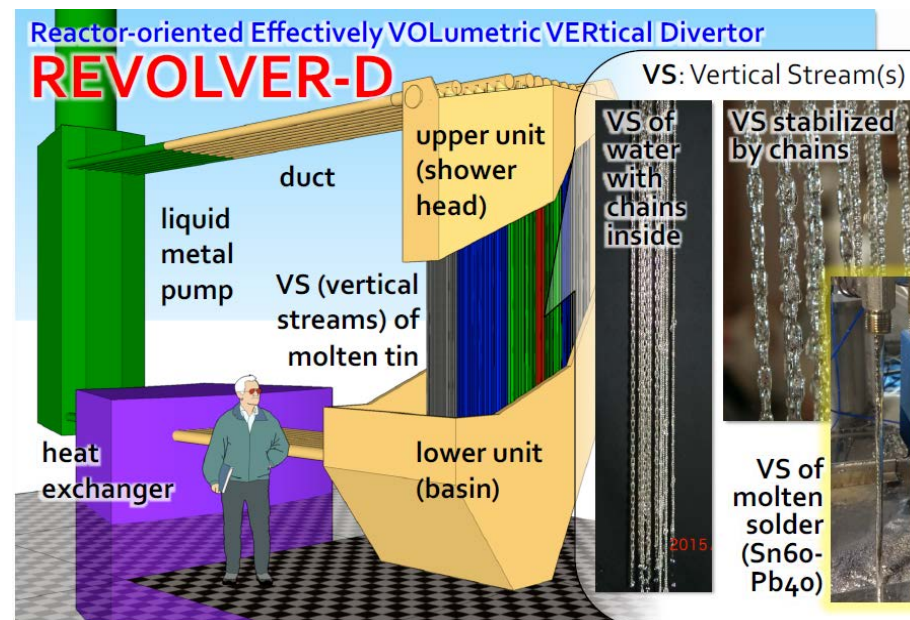 Reactor-oriented Effectively VOLumetric VERtical Divertor
REVOLVER-D
duct
liquid
metal
pump
upper unit
(shower
head)
VS (vertical
streams) of
molten tin
heat
exchanger
lower unit
(basin)
VS: Vertical Stream(s)
VS of
water
with
chains
inside
2015.
VS stabilized
by chains
VS of
molten
solder
(Sn60-
Pb40)